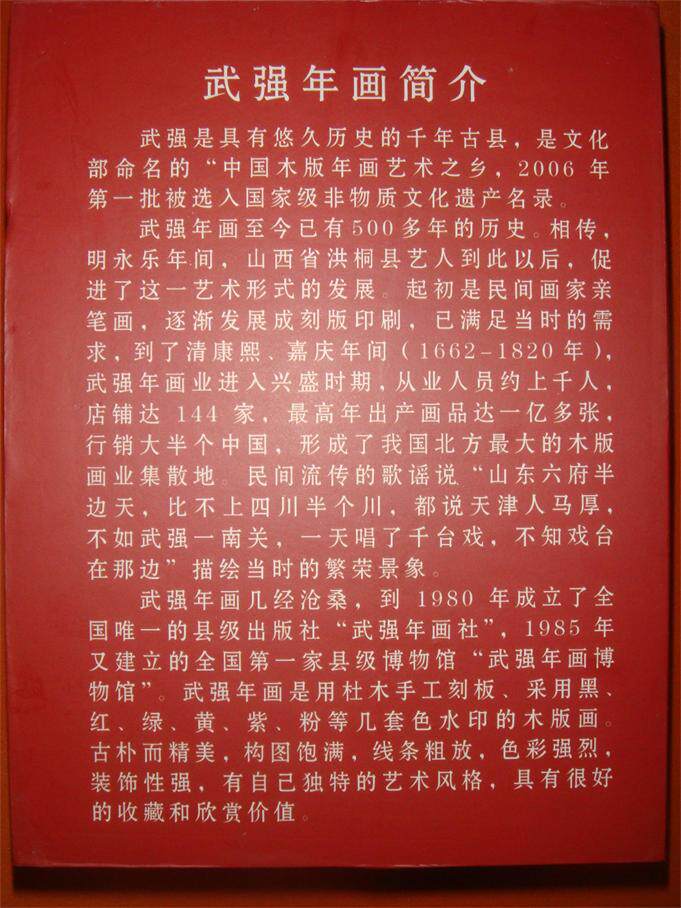 武强年画简介
武强是具有悠久历史的千年古县，是文化
部命名的“中国木版年画艺术之乡，2006 年
第一批被选入国家级非物质文化遗产名录。
武强年画至今已有500多年的历史。相传，
明永乐年间，山西省洪桐县艺人到此以后，促
进了这一艺术形式的发展。起初是民间画家亲
笔画，逐渐发展成刻版印刷，已满足当时的需
求，到了清康熙、嘉庆年间（1662-1820 年），
武强年画业进入兴盛时期，从业人员约上千人，
店铺达 144 家，最高年出产画品达一亿多张，
行销大半个中国，形成了我国北方最大的木版
画业集散地。民间流传的歌谣说“山东六府半
边天，比不上四川半个川，都说天津人马厚，
不如武强一南关，一天唱了千台戏，不知戏台
在那边”描绘当时的繁荣景象。
武强年画几经沧桑，到 1980 年成立了全
国唯一的县级出版社“武强年画社”，1985 年
又建立的全国第一家县级博物馆“武强年画博
物馆”。武强年画是用杜木手工刻板、采用黑、
红、绿、黄、紫、粉等几套色水印的木版画。
古朴而精美，构图饱满，线条粗放，色彩强烈，
装饰性强，有自己独特的艺术风格，具有很好
的收藏和欣赏价值。